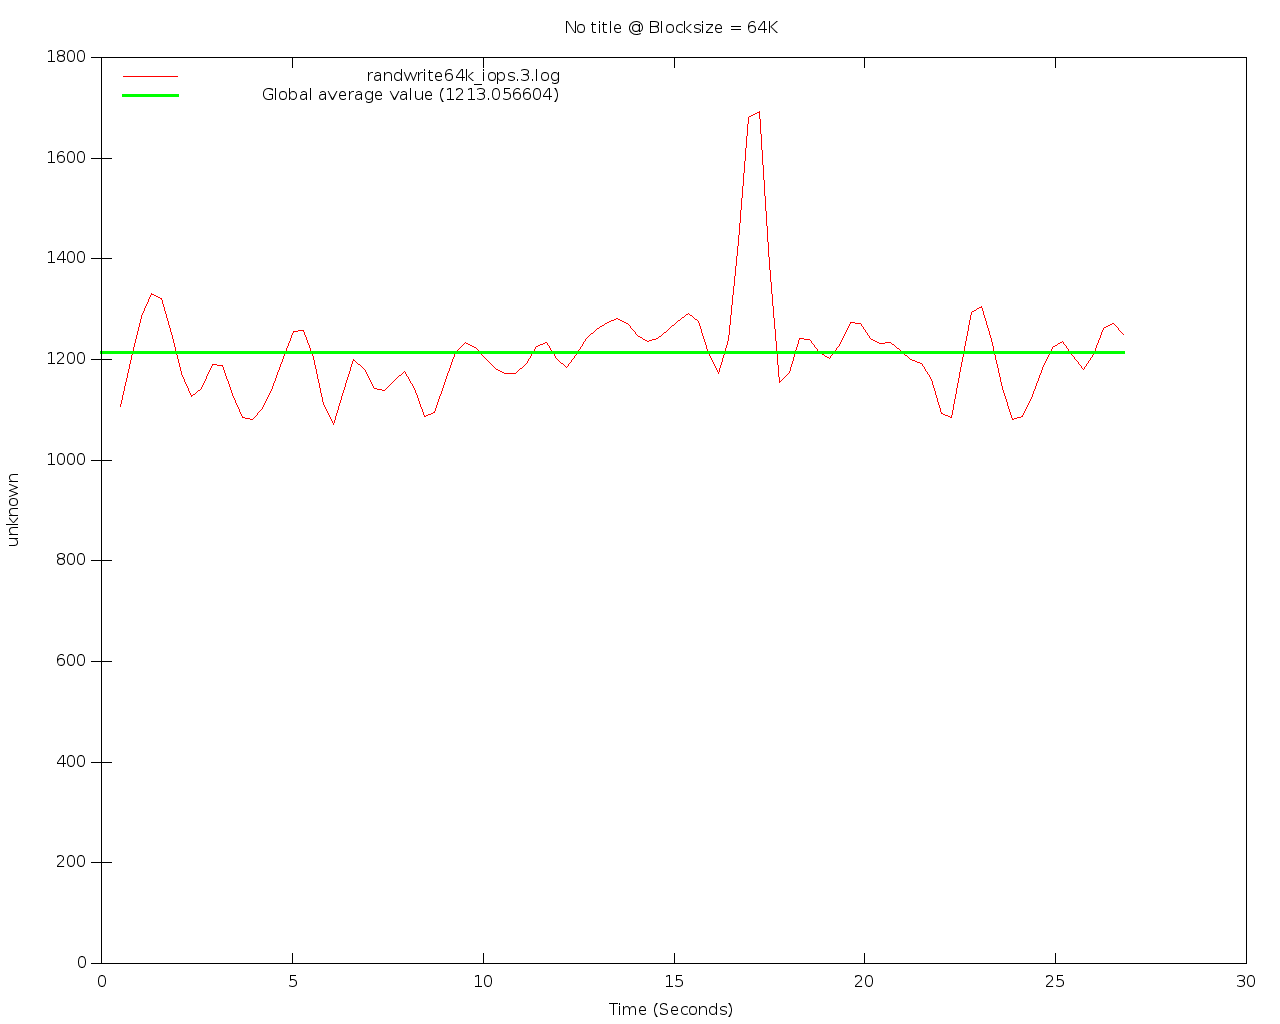 No title @ Blocksize = 64K
randwrite64k_iops.3.log
Global average value (1213.056604)
1800
1600
1400
1200
1000
800
600
400
200
0
unknown
0 5 10 15 20 25 30
Time (Seconds)